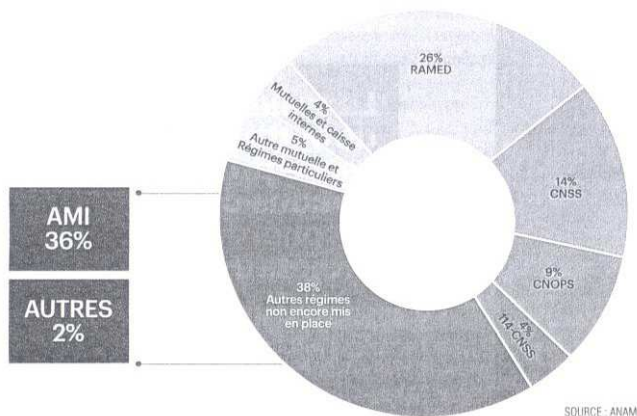 26%
RAMED
4%
Mutuelles et caisse
internes
5%
Autre mutuelle et
Régimes particuliers
14%
CNSS
9%
CNOPS
4%
114-CNSS
38%
Autres régimes
non encore mis
en place
AMI
36%
AUTRES
2%
SOURCE : ANAM